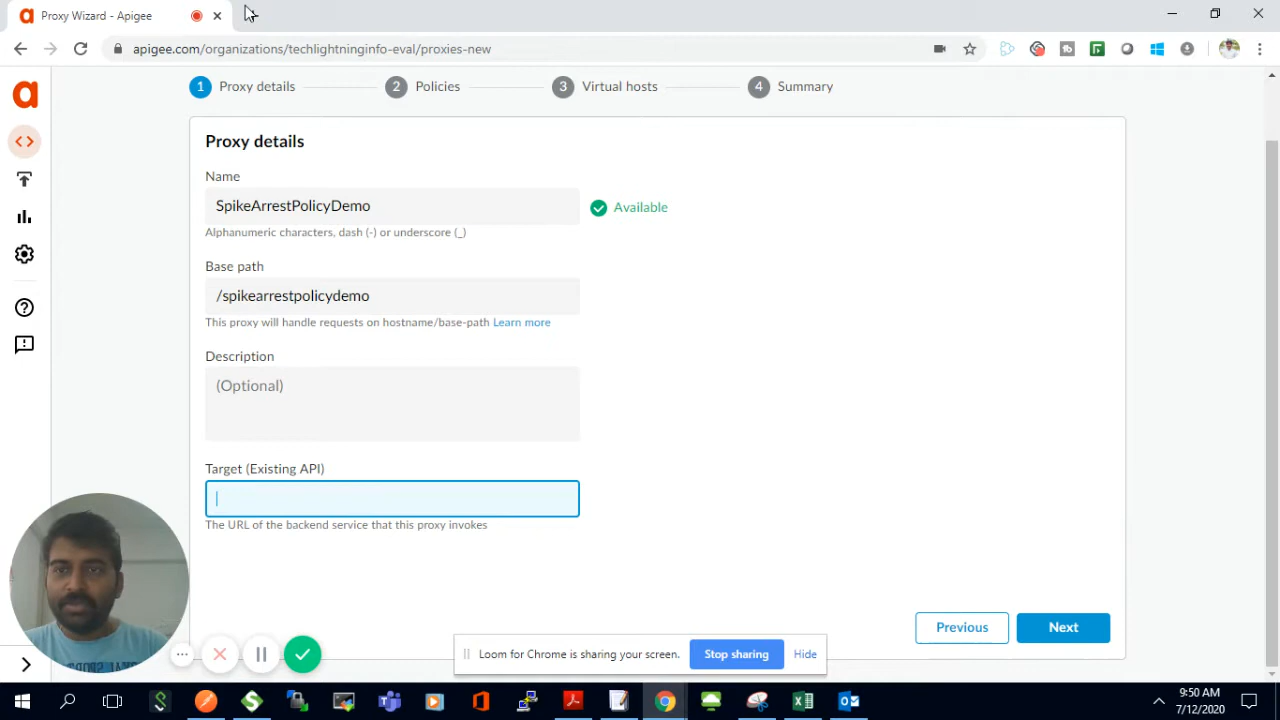 Proxy Wizard - Apigee
apigee.com/organizations/techlightninginfo-eval/proxies-new
1 Proxy details 2 Policies 3 Virtual hosts 4 Summary
Proxy details
Name
SpikeArrestPolicyDemo
Available
Alphanumeric characters, dash (-) or underscore (_)
Base path
/spikearrestpolicydemo
This proxy will handle requests on hostname/base-path Learn more
Description
(Optional)
Target (Existing API)
The URL of the backend service that this proxy invokes
Previous Next
Loom for Chrome is sharing your screen. Stop sharing Hide
9:50 AM
7/12/2020